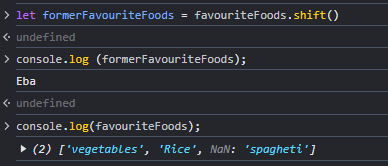 > let formerFavouriteFoods = favouriteFoods.shift()
< undefined
> console.log (formerFavouriteFoods);
Eba
< undefined
> console.log(favouriteFoods);
▶ (2) ['vegetables', 'Rice', NaN: 'spagheti']